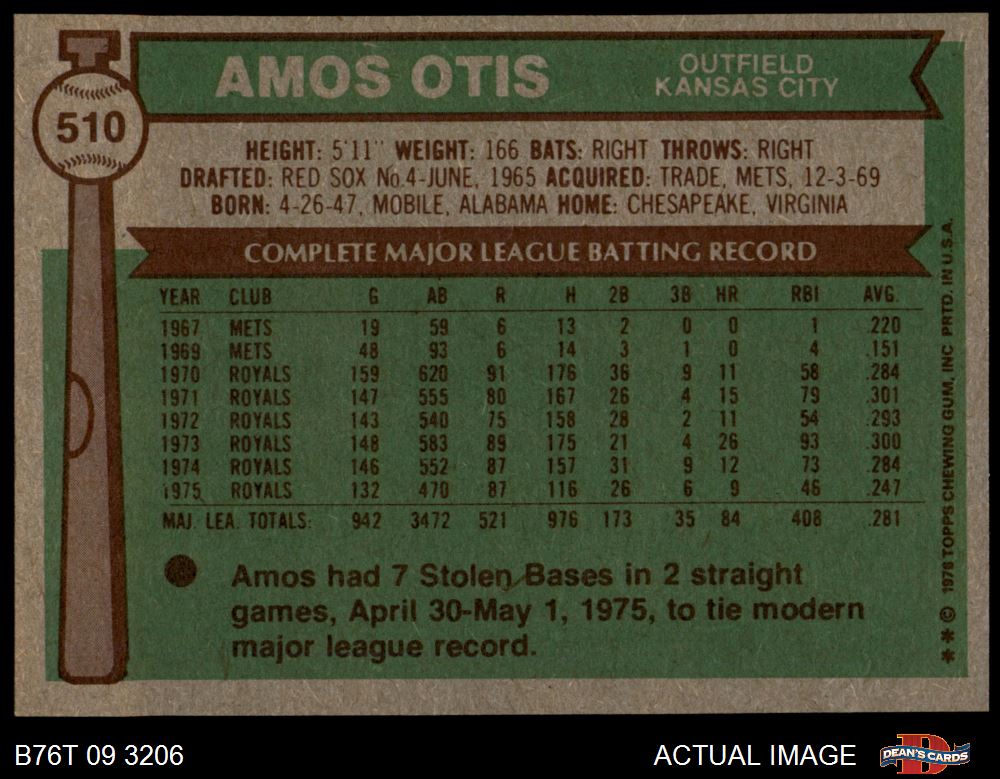 AMOS OTIS
OUTFIELD
KANSAS CITY
510
HEIGHT: 5'11" WEIGHT: 166 BATS: RIGHT THROWS: RIGHT
DRAFTED: RED SOX No.4-JUNE, 1965 ACQUIRED: TRADE, METS, 12-3-69
BORN: 4-26-47, MOBILE, ALABAMA HOME: CHESAPEAKE, VIRGINIA
COMPLETE MAJOR LEAGUE BATTING RECORD
YEAR CLUB G AB R H 2B 3B HR RBI AVG.
1967 METS 19 59 6 13 2 0 0 1 .220
1969 METS 48 93 6 14 3 1 0 4 .151
1970 ROYALS 159 620 91 176 36 9 11 58 .284
1971 ROYALS 147 555 80 167 26 4 15 79 .301
1972 ROYALS 143 540 75 158 28 2 11 54 .293
1973 ROYALS 148 583 89 175 21 4 26 93 .300
1974 ROYALS 146 552 87 157 31 9 12 73 .284
1975 ROYALS 132 470 87 116 26 6 9 46 .247
MAJ. LEA. TOTALS: 942 3472 521 976 173 35 84 408 .281
Amos had 7 Stolen Bases in 2 straight
games, April 30-May 1, 1975, to tie modern
major league record.
* * © 1976 TOPPS CHEWING GUM, INC PRTD. IN U.S.A.
B76T 09 3206
ACTUAL IMAGE
DEAN'S CARDS